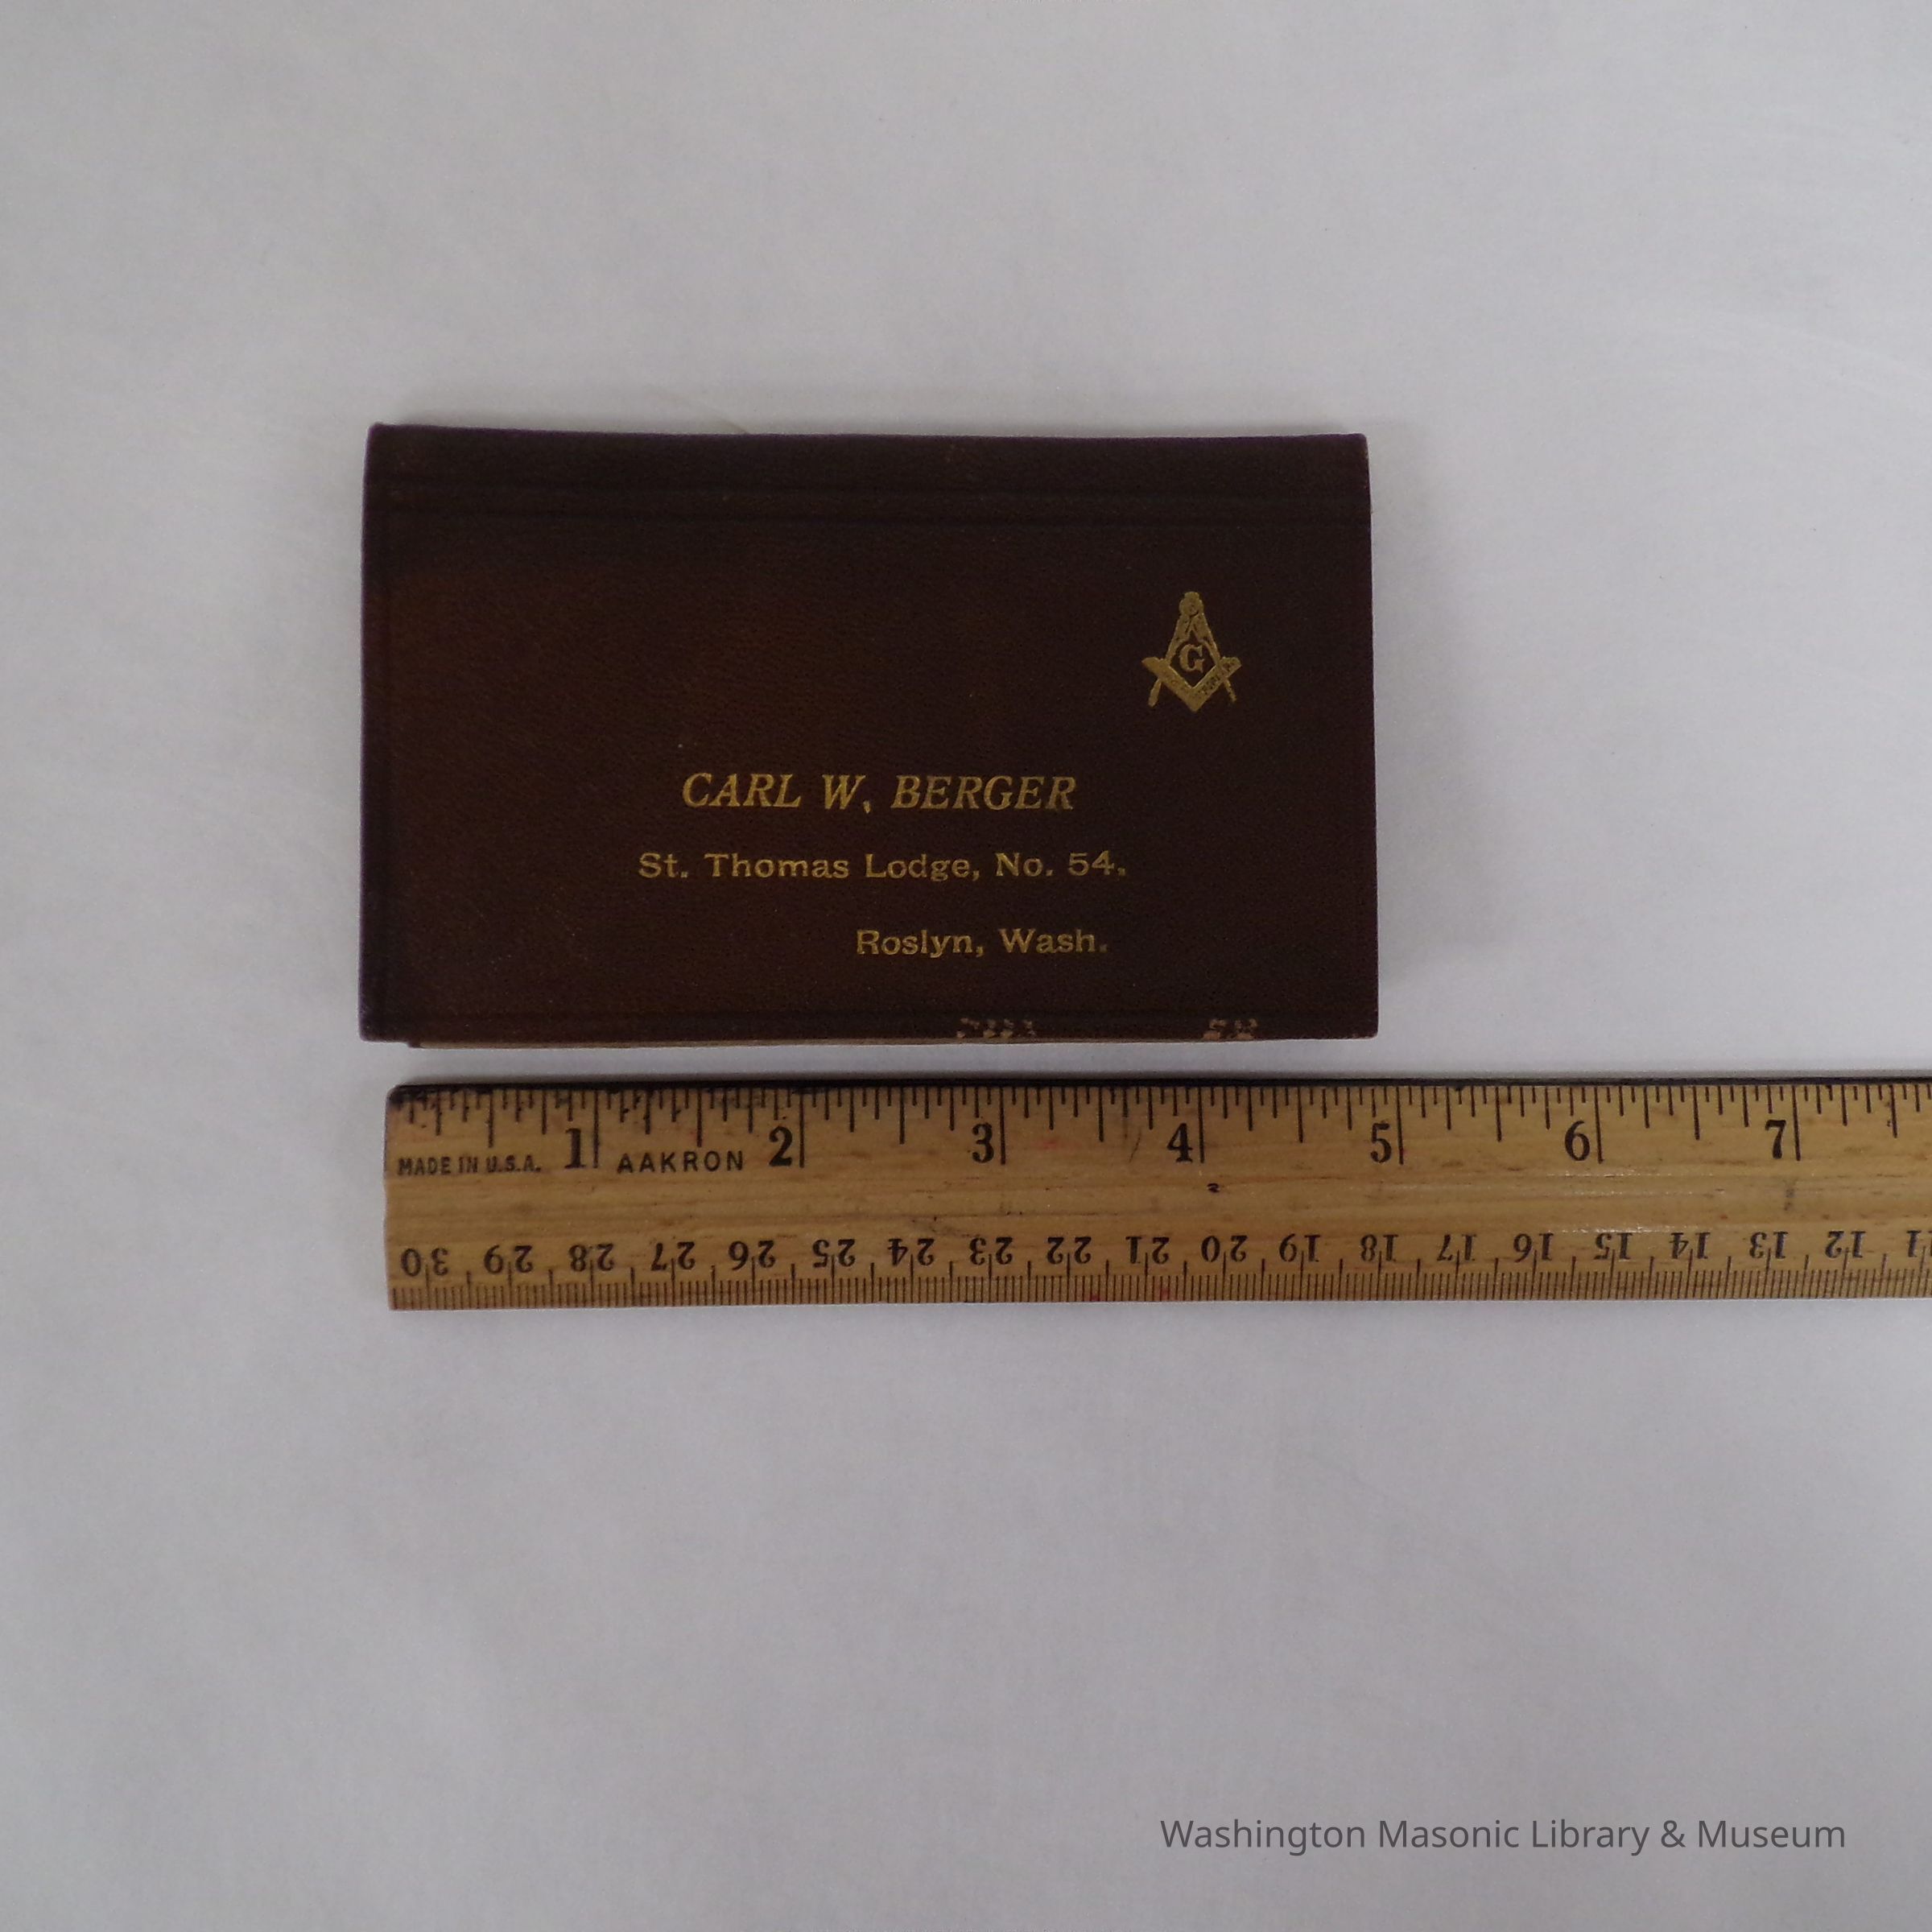 G
CARL W. BERGER
St. Thomas Lodge, No. 54.
Roslyn, Wash.
1 2 3 4 5 6 7
MADE IN U.S.A. AAKRON
30 29 28 27 26 25 24 23 22 21 20 19 18 17 16 15 14 13 12 11
Washington Masonic Library & Museum